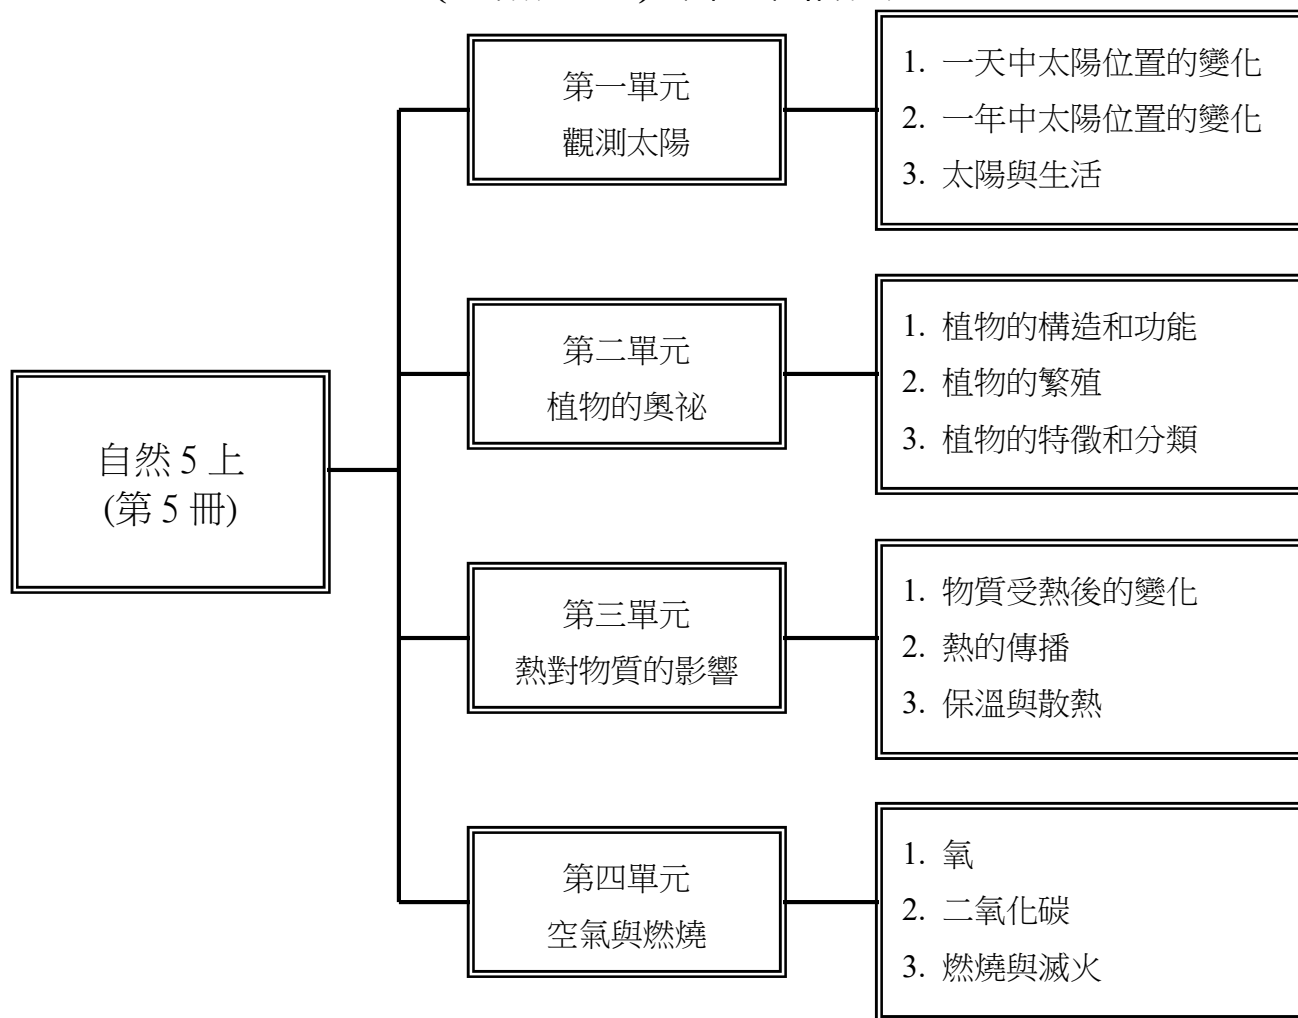 自然 5 上
(第 5 冊)
第一單元
觀測太陽
1. 一天中太陽位置的變化
2. 一年中太陽位置的變化
3. 太陽與生活
第二單元
植物的奧祕
1. 植物的構造和功能
2. 植物的繁殖
3. 植物的特徵和分類
第三單元
熱對物質的影響
1. 物質受熱後的變化
2. 熱的傳播
3. 保溫與散熱
第四單元
空氣與燃燒
1. 氧
2. 二氧化碳
3. 燃燒與滅火